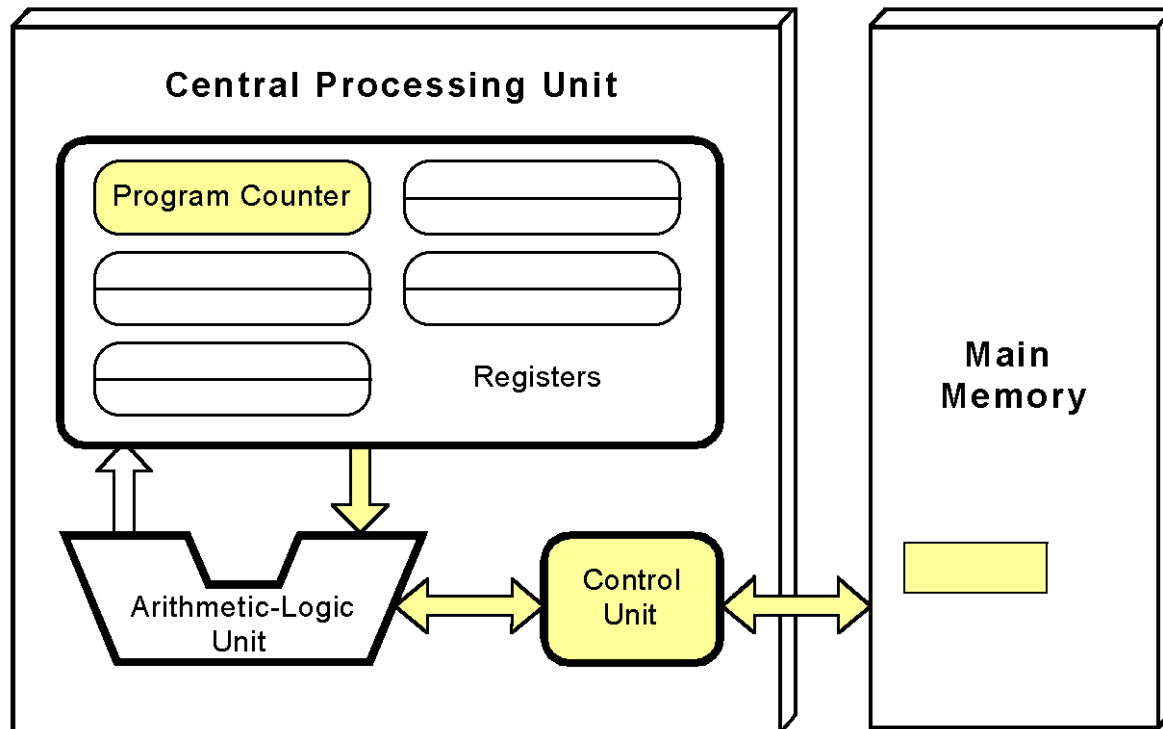 Central Processing Unit
Program Counter
Registers
Main
Memory
Arithmetic-Logic
Unit
Control
Unit